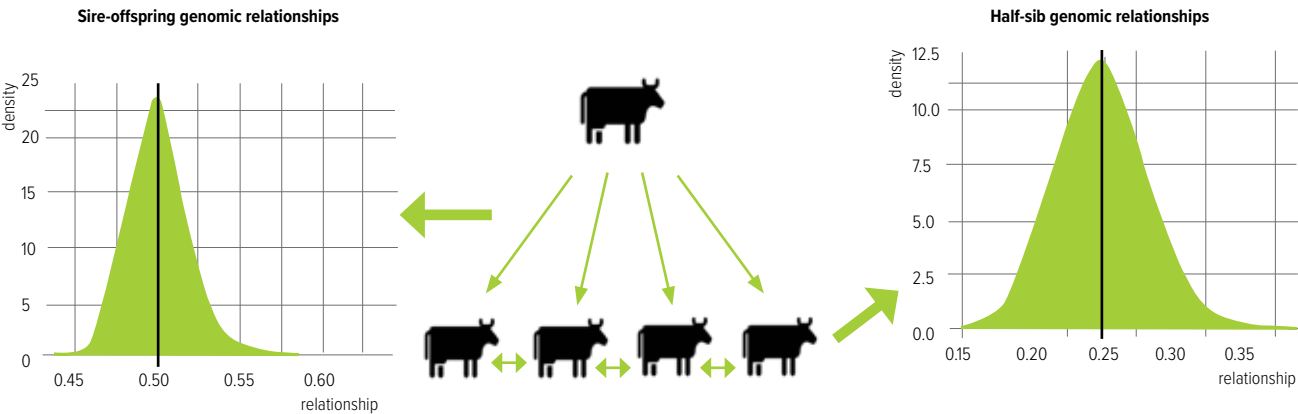 Sire-offspring genomic relationships
density
25
20
15
10
5
0
0.45 0.50 0.55 0.60
relationship
Half-sib genomic relationships
density
12.5
10.0
7.5
5.0
2.5
0.0
0.15 0.20 0.25 0.30 0.35
relationship